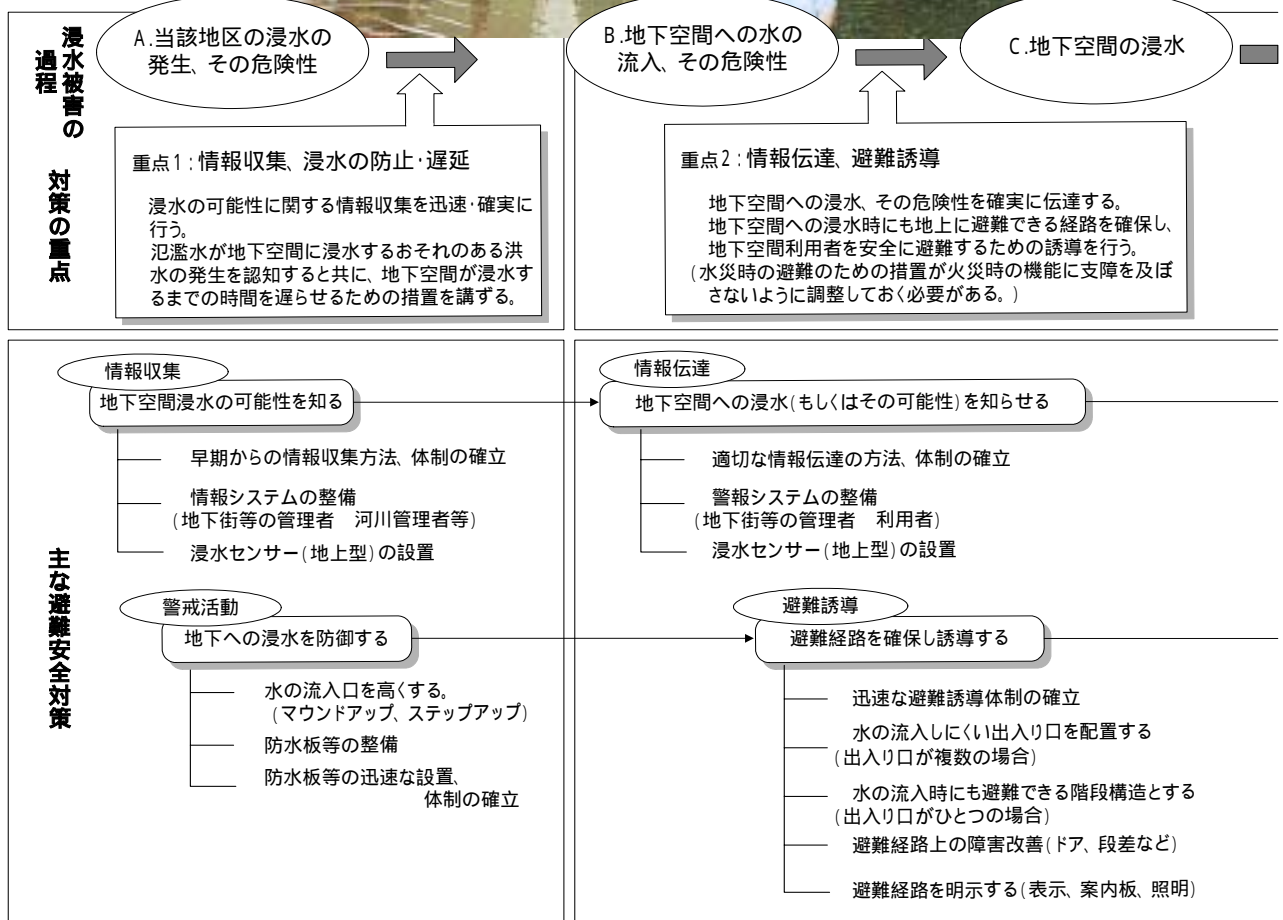 浸水被害の
過程
A.当該地区の浸水の
発生、その危険性
B.地下空間への水の
流入、その危険性
C.地下空間の浸水
対策の重点
重点1:情報収集、浸水の防止・遅延
浸水の可能性に関する情報収集を迅速・確実に
行う。
氾濫水が地下空間に浸水するおそれのある洪
水の発生を認知すると共に、地下空間が浸水す
るまでの時間を遅らせるための措置を講ずる。
重点2:情報伝達、避難誘導
地下空間への浸水、その危険性を確実に伝達する。
地下空間への浸水時にも地上に避難できる経路を確保し、
地下空間利用者を安全に避難するための誘導を行う。
(水災時の避難のための措置が火災時の機能に支障を及ぼ
さないように調整しておく必要がある。)
主な避難安全対策
情報収集
地下空間浸水の可能性を知る
早期からの情報収集方法、体制の確立
情報システムの整備
(地下街等の管理者 河川管理者等)
浸水センサー(地上型)の設置
警戒活動
地下への浸水を防御する
水の流入口を高くする。
(マウンドアップ、ステップアップ)
防水板等の整備
防水板等の迅速な設置、
体制の確立
情報伝達
地下空間への浸水(もしくはその可能性)を知らせる
適切な情報伝達の方法、体制の確立
警報システムの整備
(地下街等の管理者 利用者)
浸水センサー(地上型)の設置
避難誘導
避難経路を確保し誘導する
迅速な避難誘導体制の確立
水の流入しにくい出入り口を配置する
(出入り口が複数の場合)
水の流入時にも避難できる階段構造とする
(出入り口がひとつの場合)
避難経路上の障害改善(ドア、段差など)
避難経路を明示する(表示、案内板、照明)